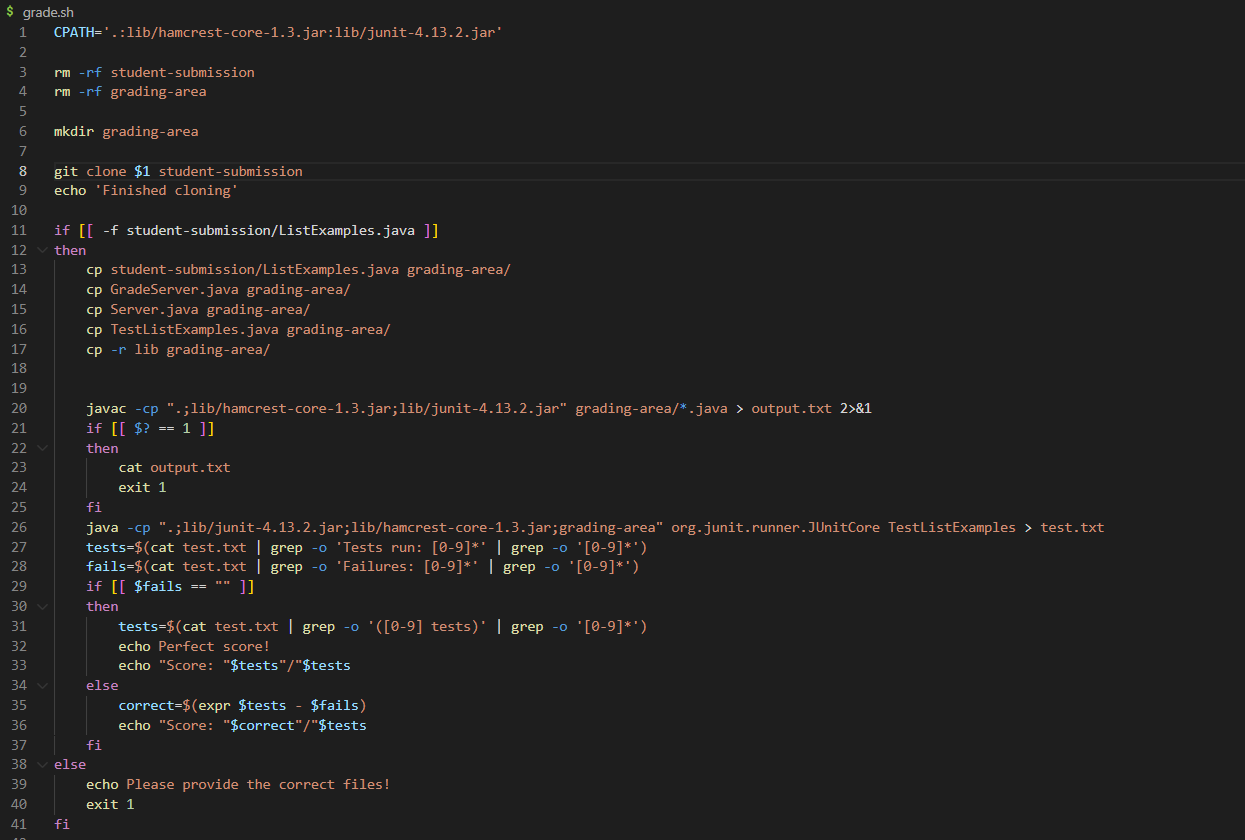 $ grade.sh
1 CPATH='.:lib/hamcrest-core-1.3.jar:lib/junit-4.13.2.jar'
2
3 rm -rf student-submission
4 rm -rf grading-area
5
6 mkdir grading-area
7
8 git clone $1 student-submission
9 echo 'Finished cloning'
10
11 if [[ -f student-submission/ListExamples.java ]]
12 then
13     cp student-submission/ListExamples.java grading-area/
14     cp GradeServer.java grading-area/
15     cp Server.java grading-area/
16     cp TestListExamples.java grading-area/
17     cp -r lib grading-area/
18
19
20     javac -cp ".;lib/hamcrest-core-1.3.jar;lib/junit-4.13.2.jar" grading-area/*.java > output.txt 2>&1
21     if [[ $? == 1 ]]
22     then
23         cat output.txt
24         exit 1
25     fi
26     java -cp ".;lib/junit-4.13.2.jar;lib/hamcrest-core-1.3.jar;grading-area" org.junit.runner.JUnitCore TestListExamples > test.txt
27     tests=$(cat test.txt | grep -o 'Tests run: [0-9]*' | grep -o '[0-9]*')
28     fails=$(cat test.txt | grep -o 'Failures: [0-9]*' | grep -o '[0-9]*')
29     if [[ $fails == "" ]]
30     then
31         tests=$(cat test.txt | grep -o '([0-9] tests)' | grep -o '[0-9]*')
32         echo Perfect score!
33         echo "Score: "$tests"/"$tests
34     else
35         correct=$(expr $tests - $fails)
36         echo "Score: "$correct"/"$tests
37     fi
38 else
39     echo Please provide the correct files!
40     exit 1
41 fi